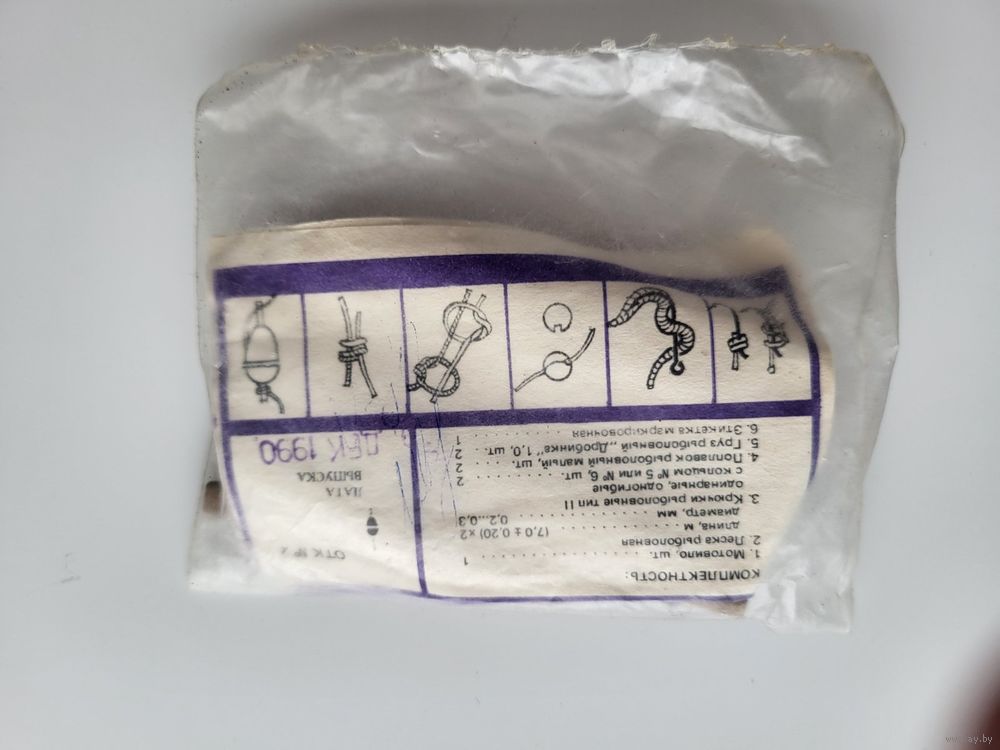 КОМПЛЕКТНОСТЬ:
1. Мотовило, шт. . . . . . . . . . . 1
2. Леска рыболовная
длина, м (7,0 ± 0,20) x 2
диаметр, мм . . . . . . . . . 0,2...0,3
3. Крючки рыболовные тип II
одинарные, одногибые
с кольцом № 5 или № 6, шт. 2
4. Поплавок рыболовный малый, шт. 2
5. Груз рыболовный „Дробинка" 1,0, шт. 2
6. Этикетка маркировочная . . . . . . 1
ОТК №
ДАТА
ВЫПУСКА
ДЕК 1990